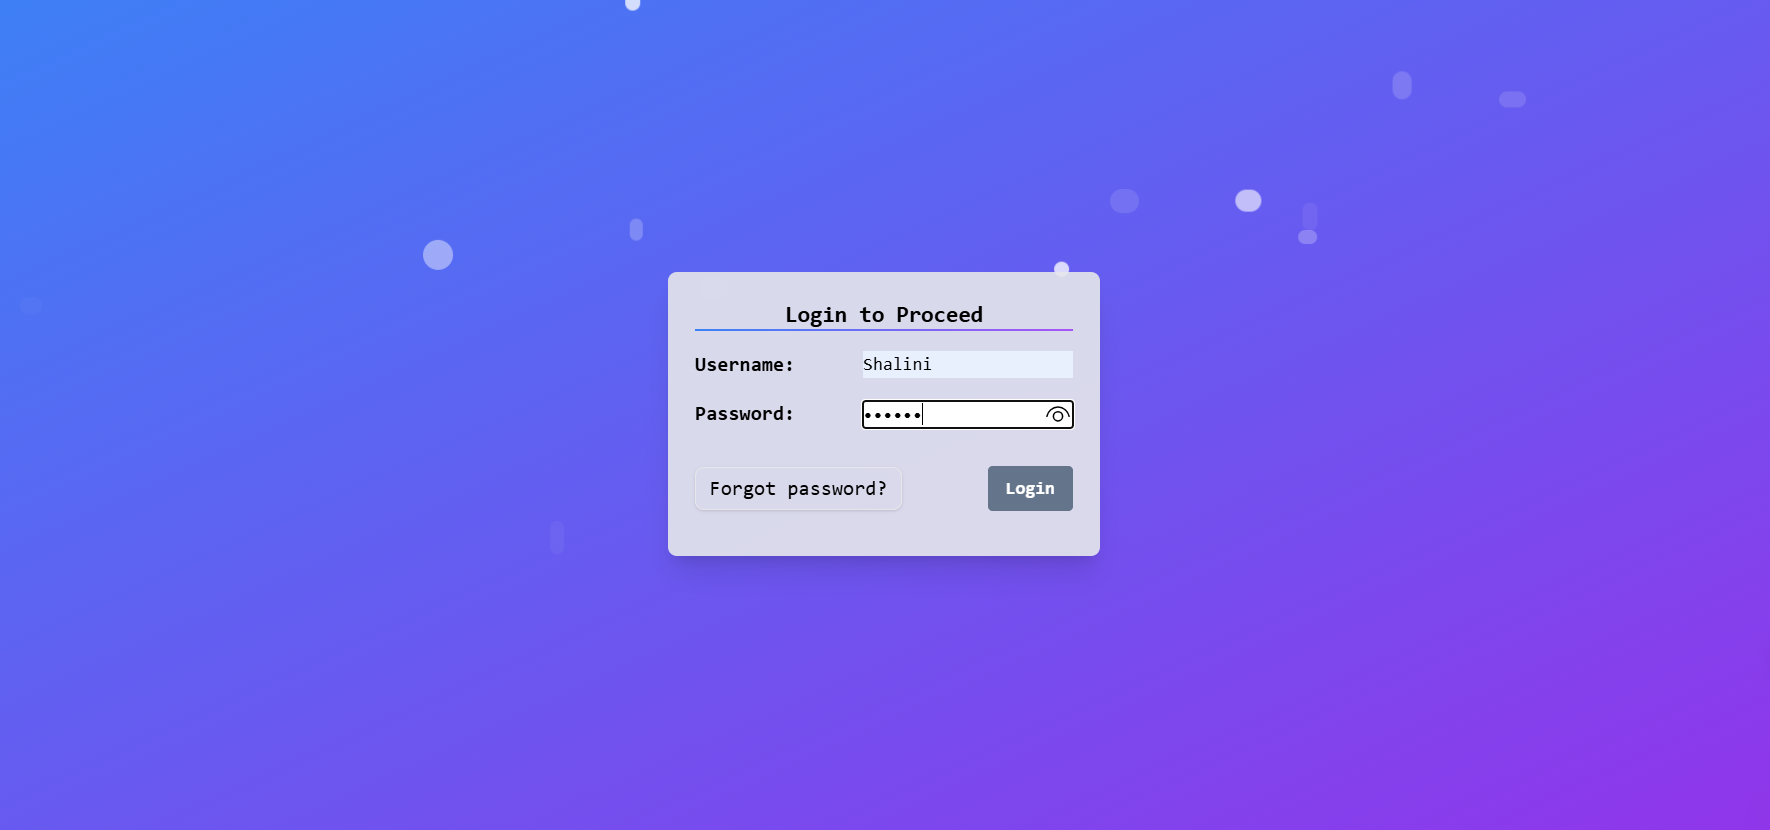 Login to Proceed
Username: Shalini
Password: ••••••
Forgot password? Login